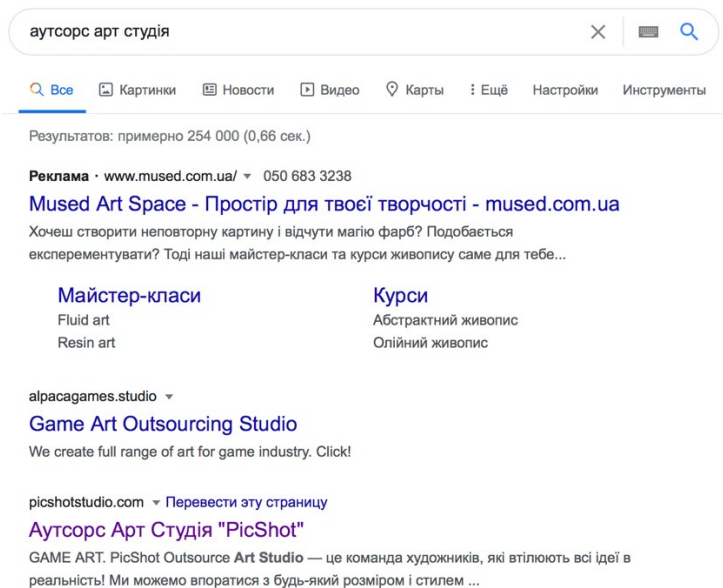 аутсорс арт студія
Все Картинки Новости Видео Карты Ещё Настройки Инструменты
Результатов: примерно 254 000 (0,66 сек.)
Реклама · www.mused.com.ua/ 050 683 3238
Mused Art Space - Простір для твоєї творчості - mused.com.ua
Хочеш створити неповторну картину і відчути магію фарб? Подобається
експерементувати? Тоді наші майстер-класи та курси живопису саме для тебе...
Майстер-класи Курси
Fluid art Абстрактний живопис
Resin art Олійний живопис
alpacagames.studio
Game Art Outsourcing Studio
We create full range of art for game industry. Click!
picshotstudio.com Перевести эту страницу
Аутсорс Арт Студія "PicShot"
GAME ART. PicShot Outsource Art Studio — це команда художників, які втілюють всі ідеї в
реальність! Ми можемо впоратися з будь-який розміром і стилем ...